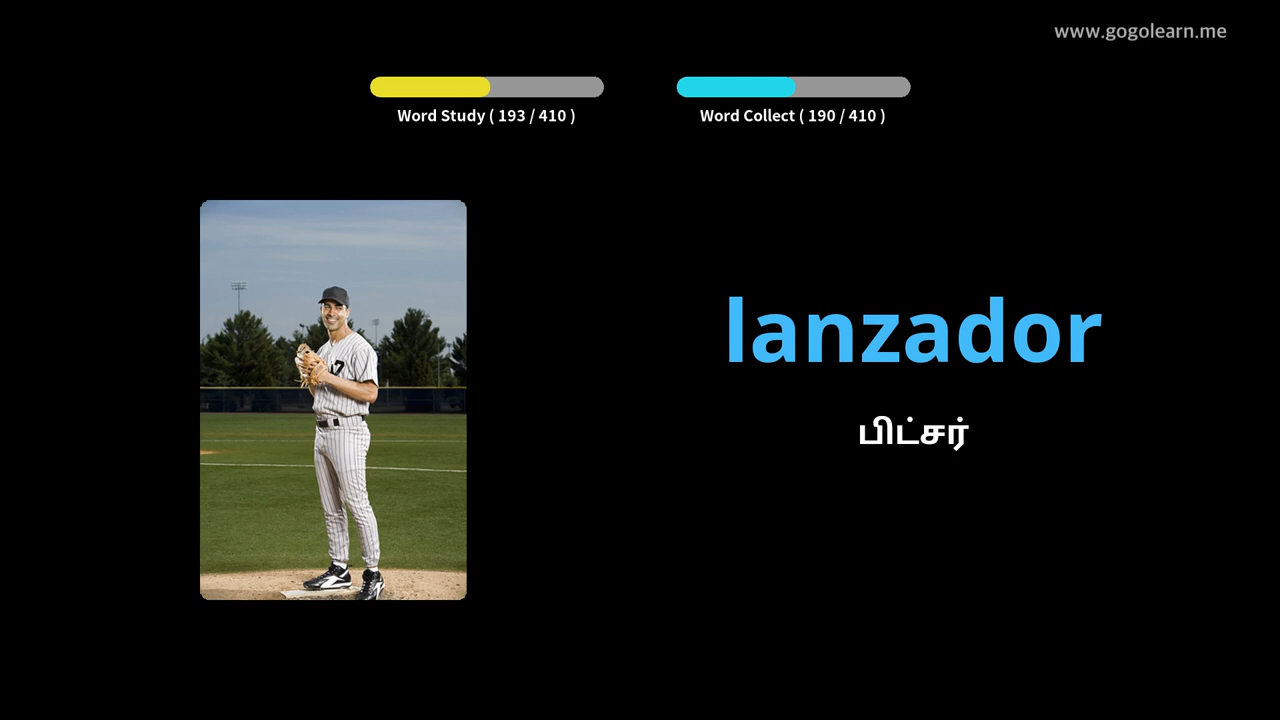 www.gogolearn.me
Word Study ( 193 / 410 )
Word Collect ( 190 / 410 )
lanzador
பிட்சர்